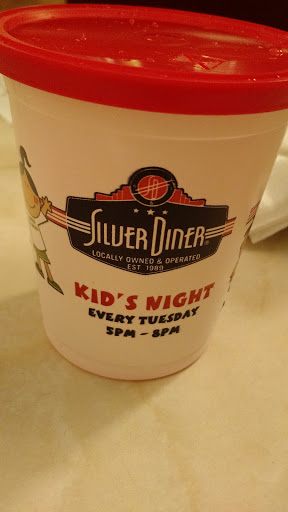 SILVER DINER®
LOCALLY OWNED & OPERATED
EST 1989
KID'S NIGHT
EVERY TUESDAY
5PM - 8PM